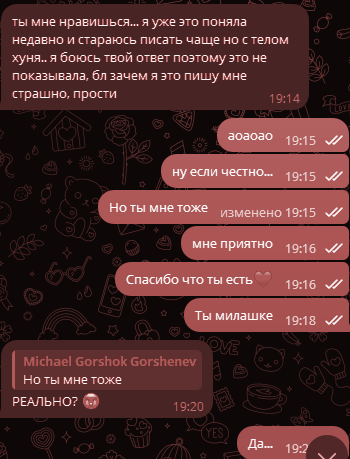 ты мне нравишься... я уже это поняла
недавно и стараюсь писать чаще но с телом
хуня.. я боюсь твой ответ поэтому это не
показывала, бл зачем я это пишу мне
страшно, прости
19:14
аоаоао 19:15
ну если честно... 19:15
Но ты мне тоже изменено 19:15
мне приятно 19:16
Спасибо что ты есть❤️ 19:16
Ты милашке 19:18
Michael Gorshok Gorshenev
Но ты мне тоже
РЕАЛЬНО?
19:20
Да...
LOVE
YES